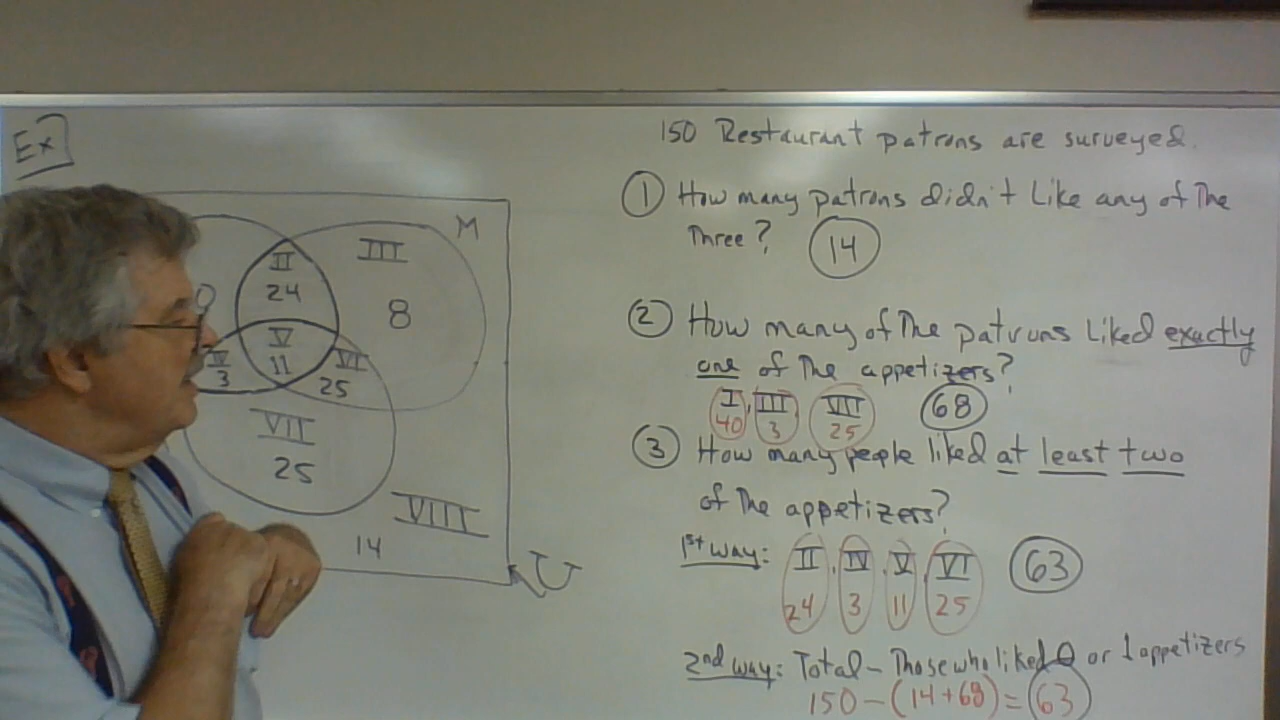 Ex
150 Restaurant patrons are surveyed.
① How many patrons didn't Like any of The
Three? 14
② How many of The patrons Liked exactly
one of The appetizers?
I, III VII 68
40 3 25
③ How many people liked at least two
of The appetizers?
1st way: II, IV, V, VI 63
24 3 11 25
2nd way: Total - Those who liked 0 or 1 appetizers
150 - (14 + 68) = 63
M
II III
24 8
0
V
IV 11 VI
3 25
VII
25
VIII
14
U